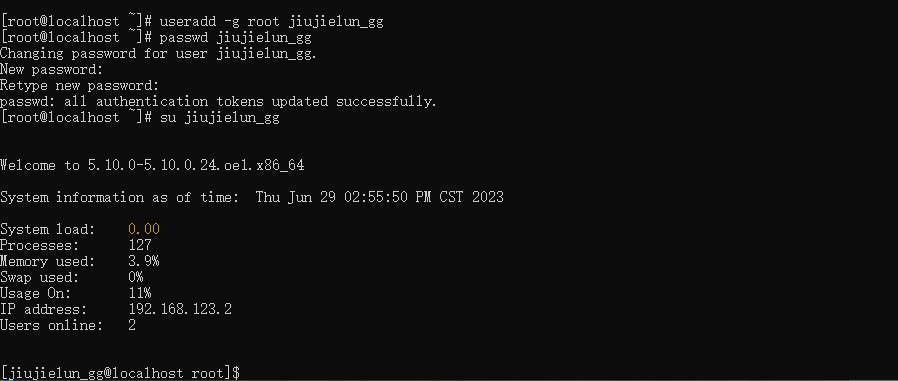 [root@localhost ~]# useradd -g root jiujielun_gg
[root@localhost ~]# passwd jiujielun_gg
Changing password for user jiujielun_gg.
New password:
Retype new password:
passwd: all authentication tokens updated successfully.
[root@localhost ~]# su jiujielun_gg
Welcome to 5.10.0-5.10.0.24.oe1.x86_64
System information as of time:  Thu Jun 29 02:55:50 PM CST 2023
System load:    0.00
Processes:      127
Memory used:    3.9%
Swap used:      0%
Usage On:       11%
IP address:     192.168.123.2
Users online:   2
[jiujielun_gg@localhost root]$